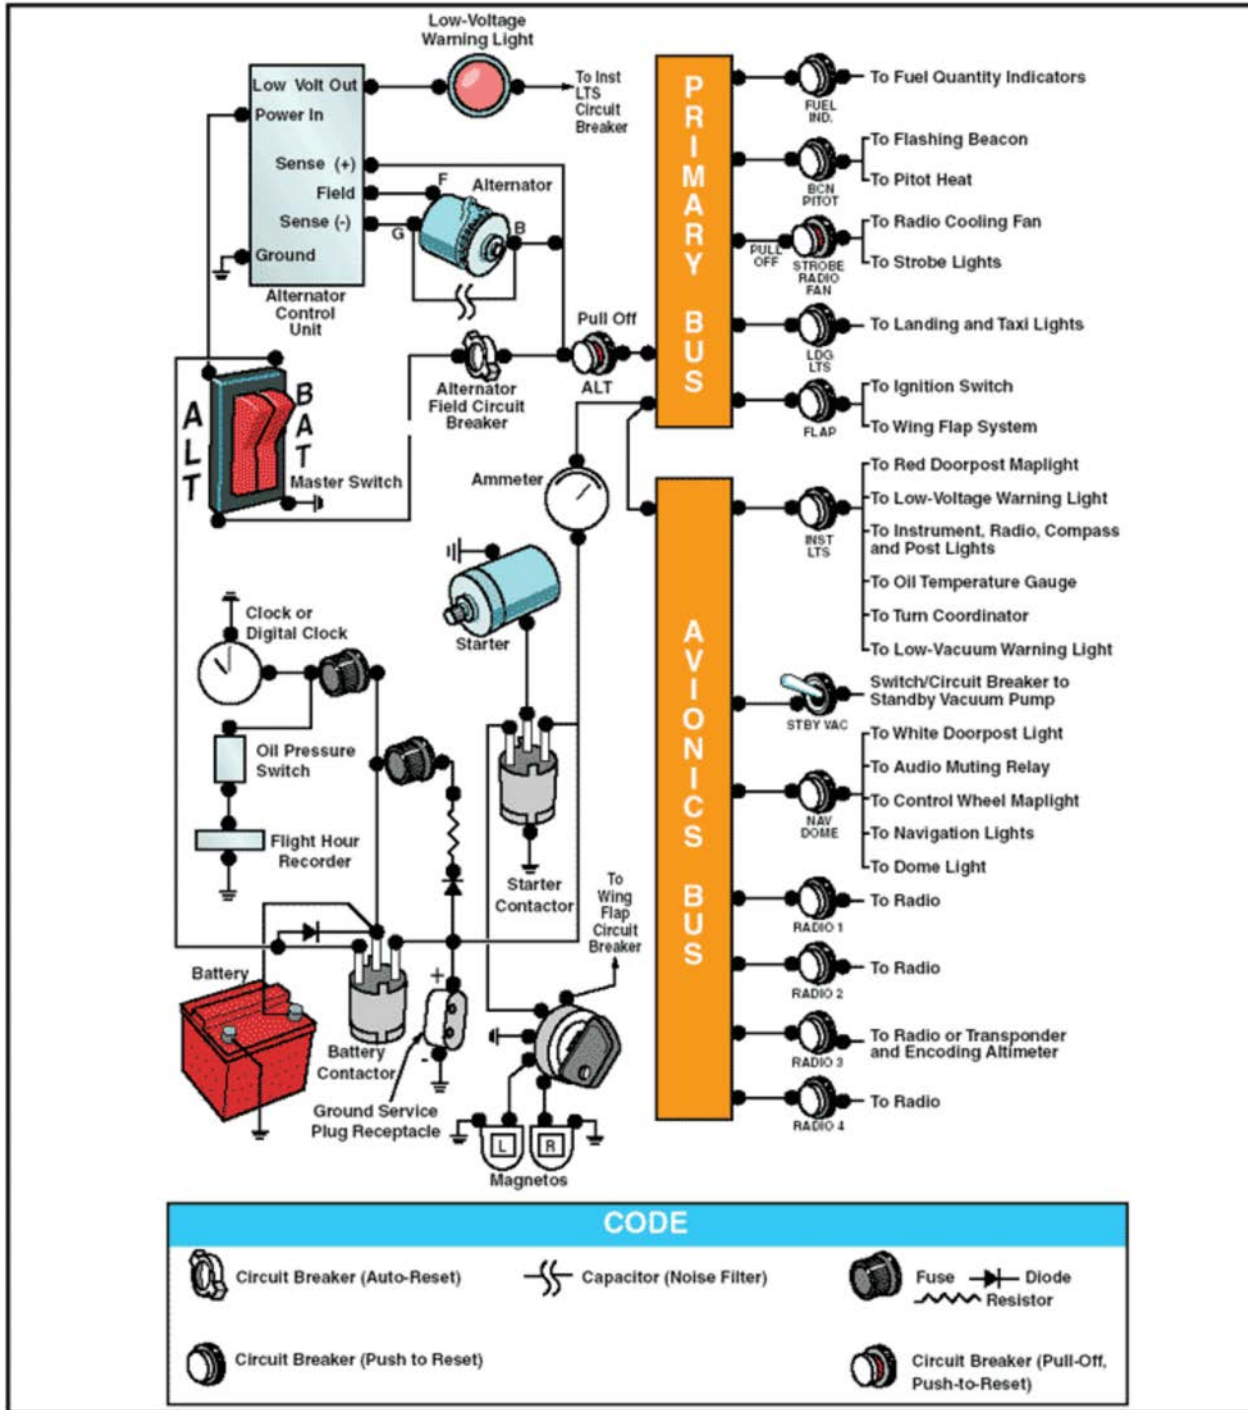 Low-Voltage
Warning Light
Low Volt Out
Power In
Sense (+)
Field
Sense (-)
Ground
Alternator
Control
Unit
To Inst
LTS
Circuit
Breaker
F
Alternator
G
B
Pull Off
ALT
Alternator
Field Circuit
Breaker
ALT
BAT
Master Switch
Ammeter
Starter
Clock or
Digital Clock
Oil Pressure
Switch
Flight Hour
Recorder
Starter
Contactor
To
Wing
Flap
Circuit
Breaker
Battery
+
-
Battery
Contactor
Ground Service
Plug Receptacle
L
R
Magnetos
PRIMARY BUS
FUEL
IND.
To Fuel Quantity Indicators
BCN
PITOT
To Flashing Beacon
To Pitot Heat
PULL
OFF
STROBE
RADIO
FAN
To Radio Cooling Fan
To Strobe Lights
LDG
LTS
To Landing and Taxi Lights
FLAP
To Ignition Switch
To Wing Flap System
AVIONICS BUS
INST
LTS
To Red Doorpost Maplight
To Low-Voltage Warning Light
To Instrument, Radio, Compass
and Post Lights
To Oil Temperature Gauge
To Turn Coordinator
To Low-Vacuum Warning Light
STBY VAC
Switch/Circuit Breaker to
Standby Vacuum Pump
NAV
DOME
To White Doorpost Light
To Audio Muting Relay
To Control Wheel Maplight
To Navigation Lights
To Dome Light
RADIO 1
To Radio
RADIO 2
To Radio
RADIO 3
To Radio or Transponder
and Encoding Altimeter
RADIO 4
To Radio
CODE
Circuit Breaker (Auto-Reset)
Capacitor (Noise Filter)
Fuse
Diode
Resistor
Circuit Breaker (Push to Reset)
Circuit Breaker (Pull-Off,
Push-to-Reset)